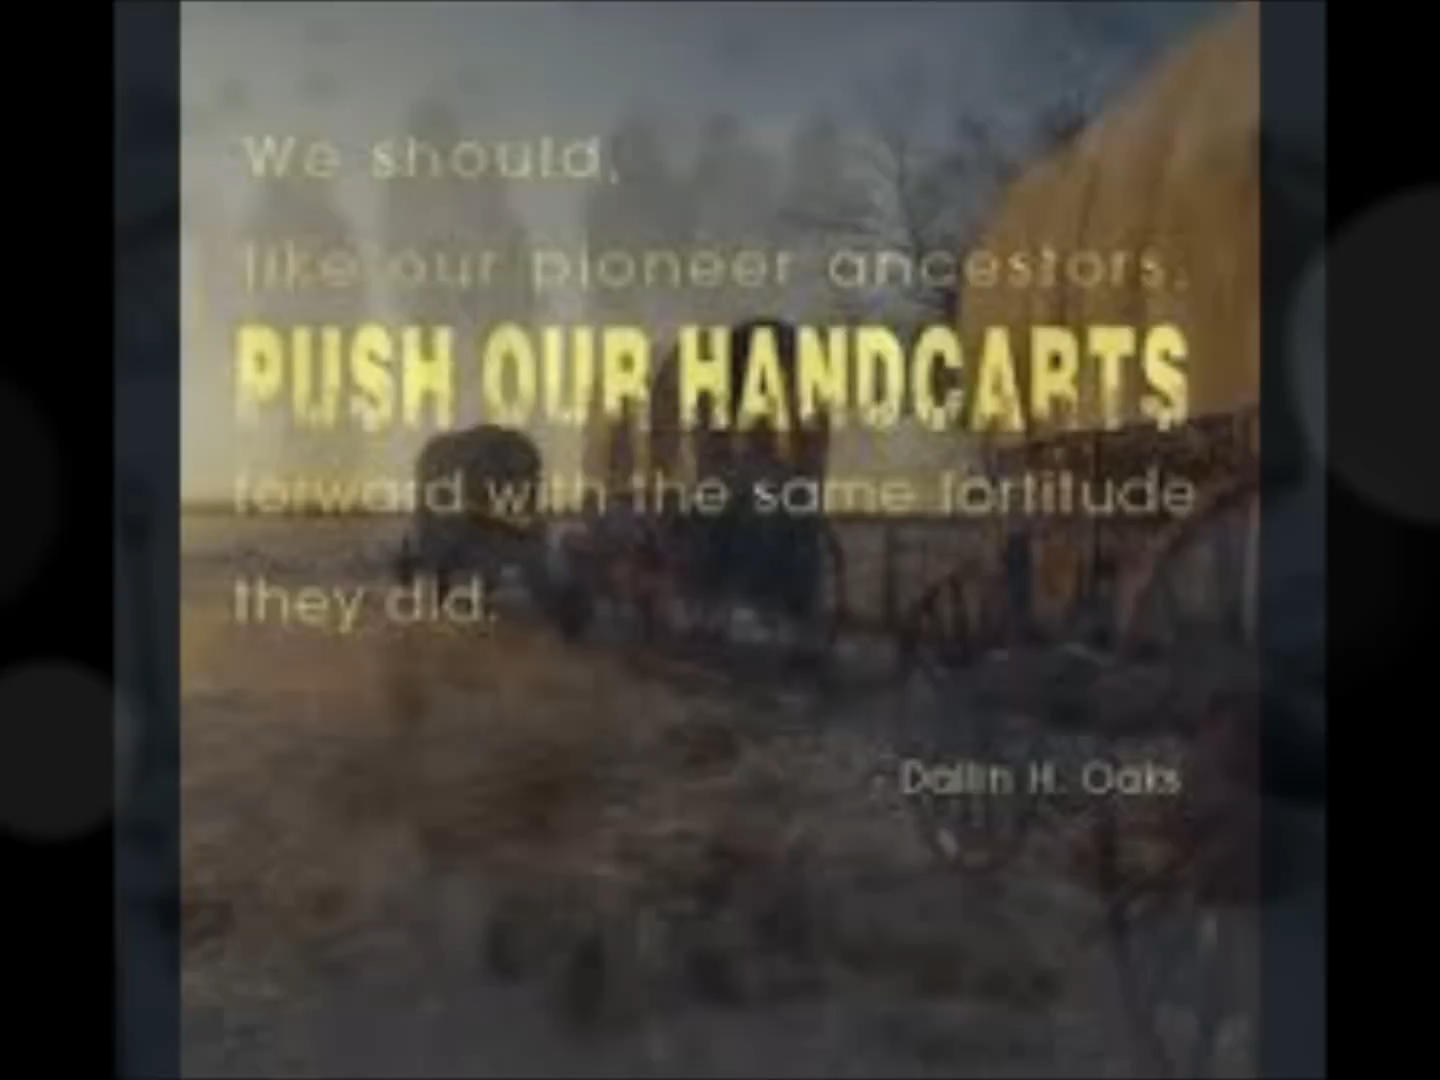 We should,
like our pioneer ancestors,
PUSH OUR HANDCARTS
forward with the same fortitude
they did.
- Dallin H. Oaks